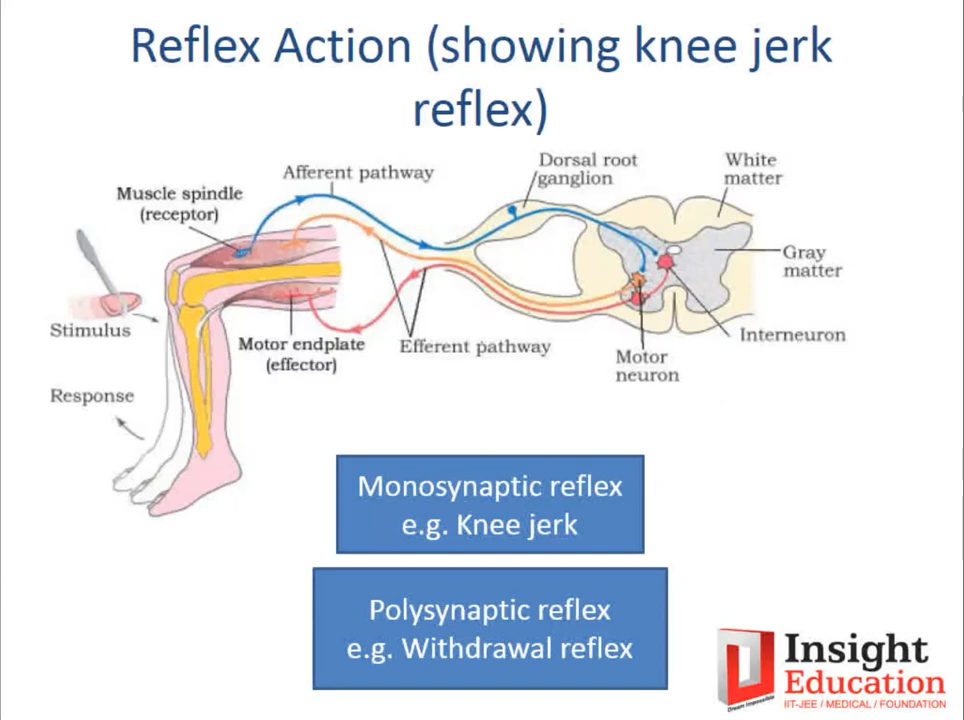 Reflex Action (showing knee jerk
reflex)
Afferent pathway
Dorsal root
ganglion
White
matter
Muscle spindle
(receptor)
Gray
matter
Stimulus
Interneuron
Motor endplate
(effector)
Efferent pathway
Motor
neuron
Response
Monosynaptic reflex
e.g. Knee jerk
Polysynaptic reflex
e.g. Withdrawal reflex
Insight
Education
IIT-JEE / MEDICAL / FOUNDATION
Dream Impossible